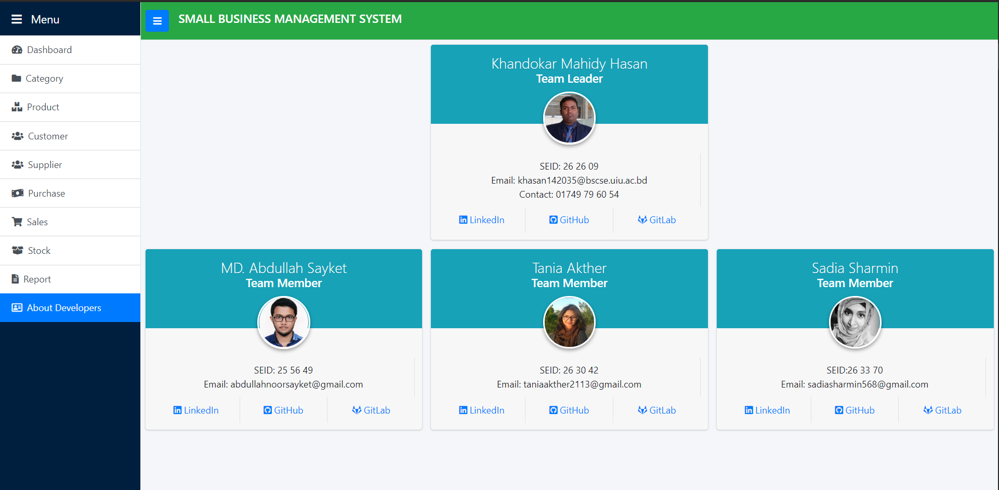 Menu
SMALL BUSINESS MANAGEMENT SYSTEM
Dashboard
Category
Product
Customer
Supplier
Purchase
Sales
Stock
Report
About Developers
Khandokar Mahidy Hasan
Team Leader
SEID: 26 26 09
Email: khasan142035@bscse.uiu.ac.bd
Contact: 01749 79 60 54
LinkedIn GitHub GitLab
MD. Abdullah Sayket
Team Member
SEID: 25 56 49
Email: abdullahnoorsayket@gmail.com
LinkedIn GitHub GitLab
Tania Akther
Team Member
SEID: 26 30 42
Email: taniaakther2113@gmail.com
LinkedIn GitHub GitLab
Sadia Sharmin
Team Member
SEID:26 33 70
Email: sadiasharmin568@gmail.com
LinkedIn GitHub GitLab